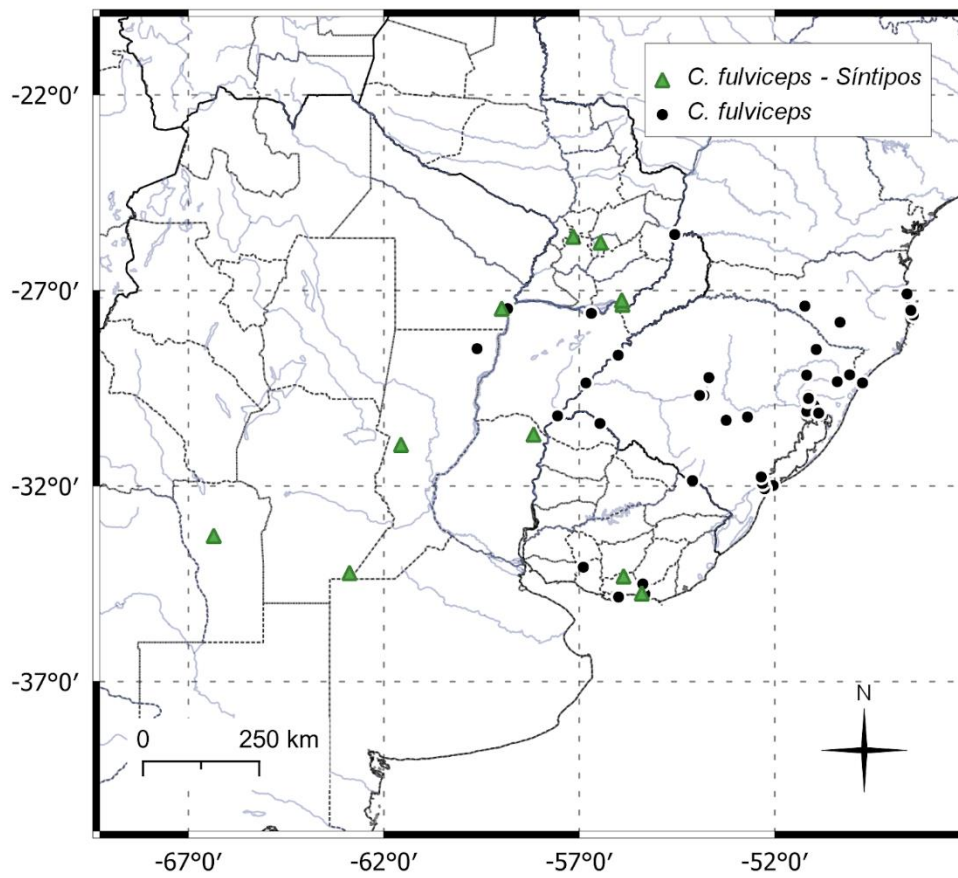 C. fulviceps - Síntipos
C. fulviceps
-22°0′
-27°0′
-32°0′
-37°0′
0 250 km
N
-67°0′ -62°0′ -57°0′ -52°0′